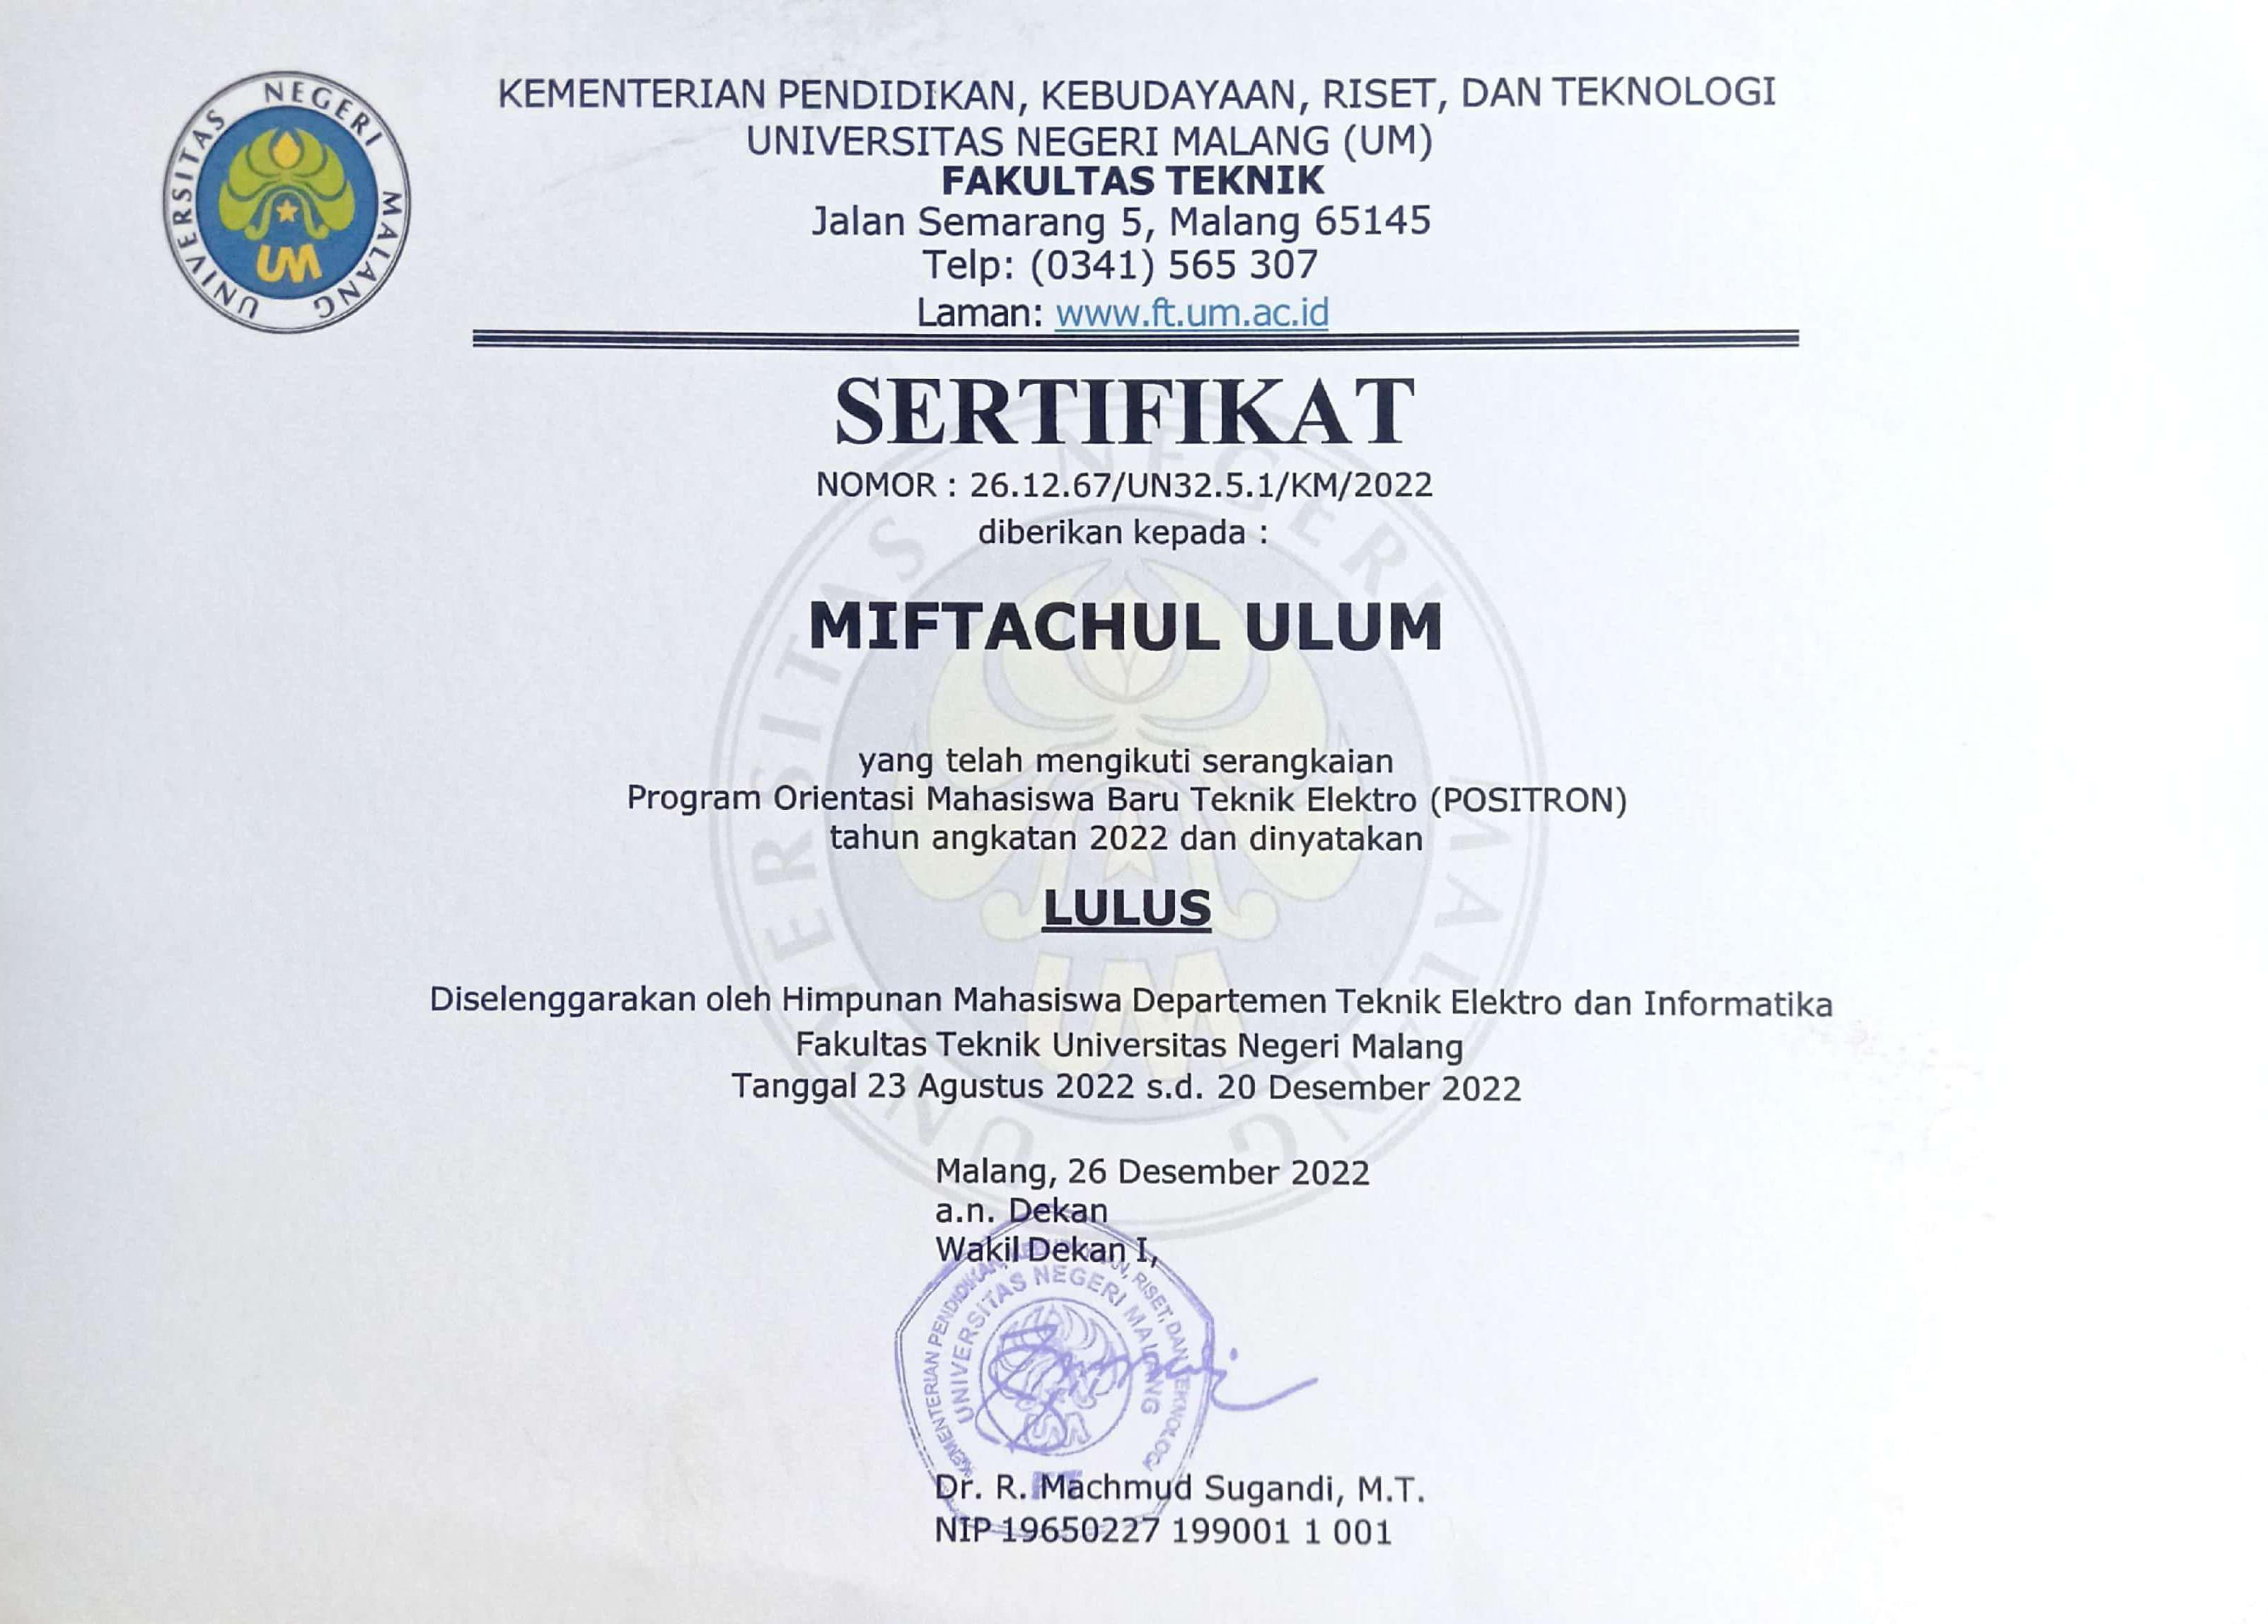 UNIVERSITAS NEGERI MALANG
UM
KEMENTERIAN PENDIDIKAN, KEBUDAYAAN, RISET, DAN TEKNOLOGI
UNIVERSITAS NEGERI MALANG (UM)
FAKULTAS TEKNIK
Jalan Semarang 5, Malang 65145
Telp: (0341) 565 307
Laman: www.ft.um.ac.id
SERTIFIKAT
NOMOR : 26.12.67/UN32.5.1/KM/2022
diberikan kepada :
MIFTACHUL ULUM
yang telah mengikuti serangkaian
Program Orientasi Mahasiswa Baru Teknik Elektro (POSITRON)
tahun angkatan 2022 dan dinyatakan
LULUS
Diselenggarakan oleh Himpunan Mahasiswa Departemen Teknik Elektro dan Informatika
Fakultas Teknik Universitas Negeri Malang
Tanggal 23 Agustus 2022 s.d. 20 Desember 2022
UNIVERSITAS NEGERI MALANG
UM
Malang, 26 Desember 2022
a.n. Dekan
Wakil Dekan I,
KEMENTERIAN PENDIDIKAN, KEBUDAYAAN, RISET, DAN TEKNOLOGI
UNIVERSITAS NEGERI MALANG
UM
FT
Dr. R. Machmud Sugandi, M.T.
NIP 19650227 199001 1 001